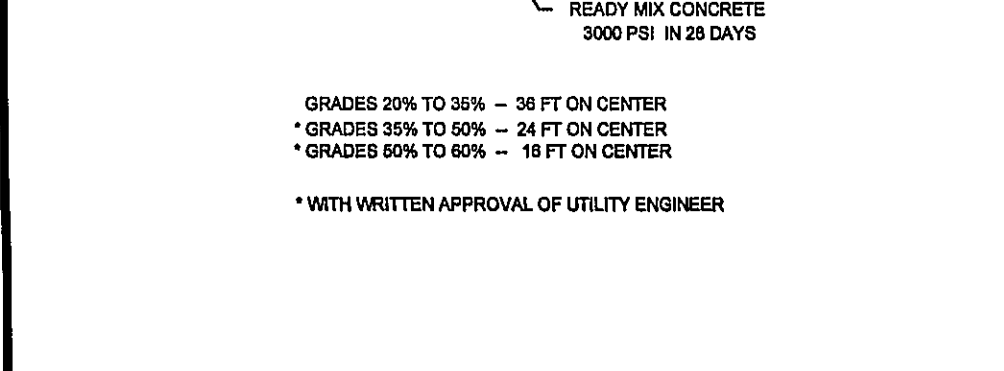 READY MIX CONCRETE
3000 PSI IN 28 DAYS
GRADES 20% TO 35% – 36 FT ON CENTER
* GRADES 35% TO 50% – 24 FT ON CENTER
* GRADES 50% TO 60% – 16 FT ON CENTER
* WITH WRITTEN APPROVAL OF UTILITY ENGINEER